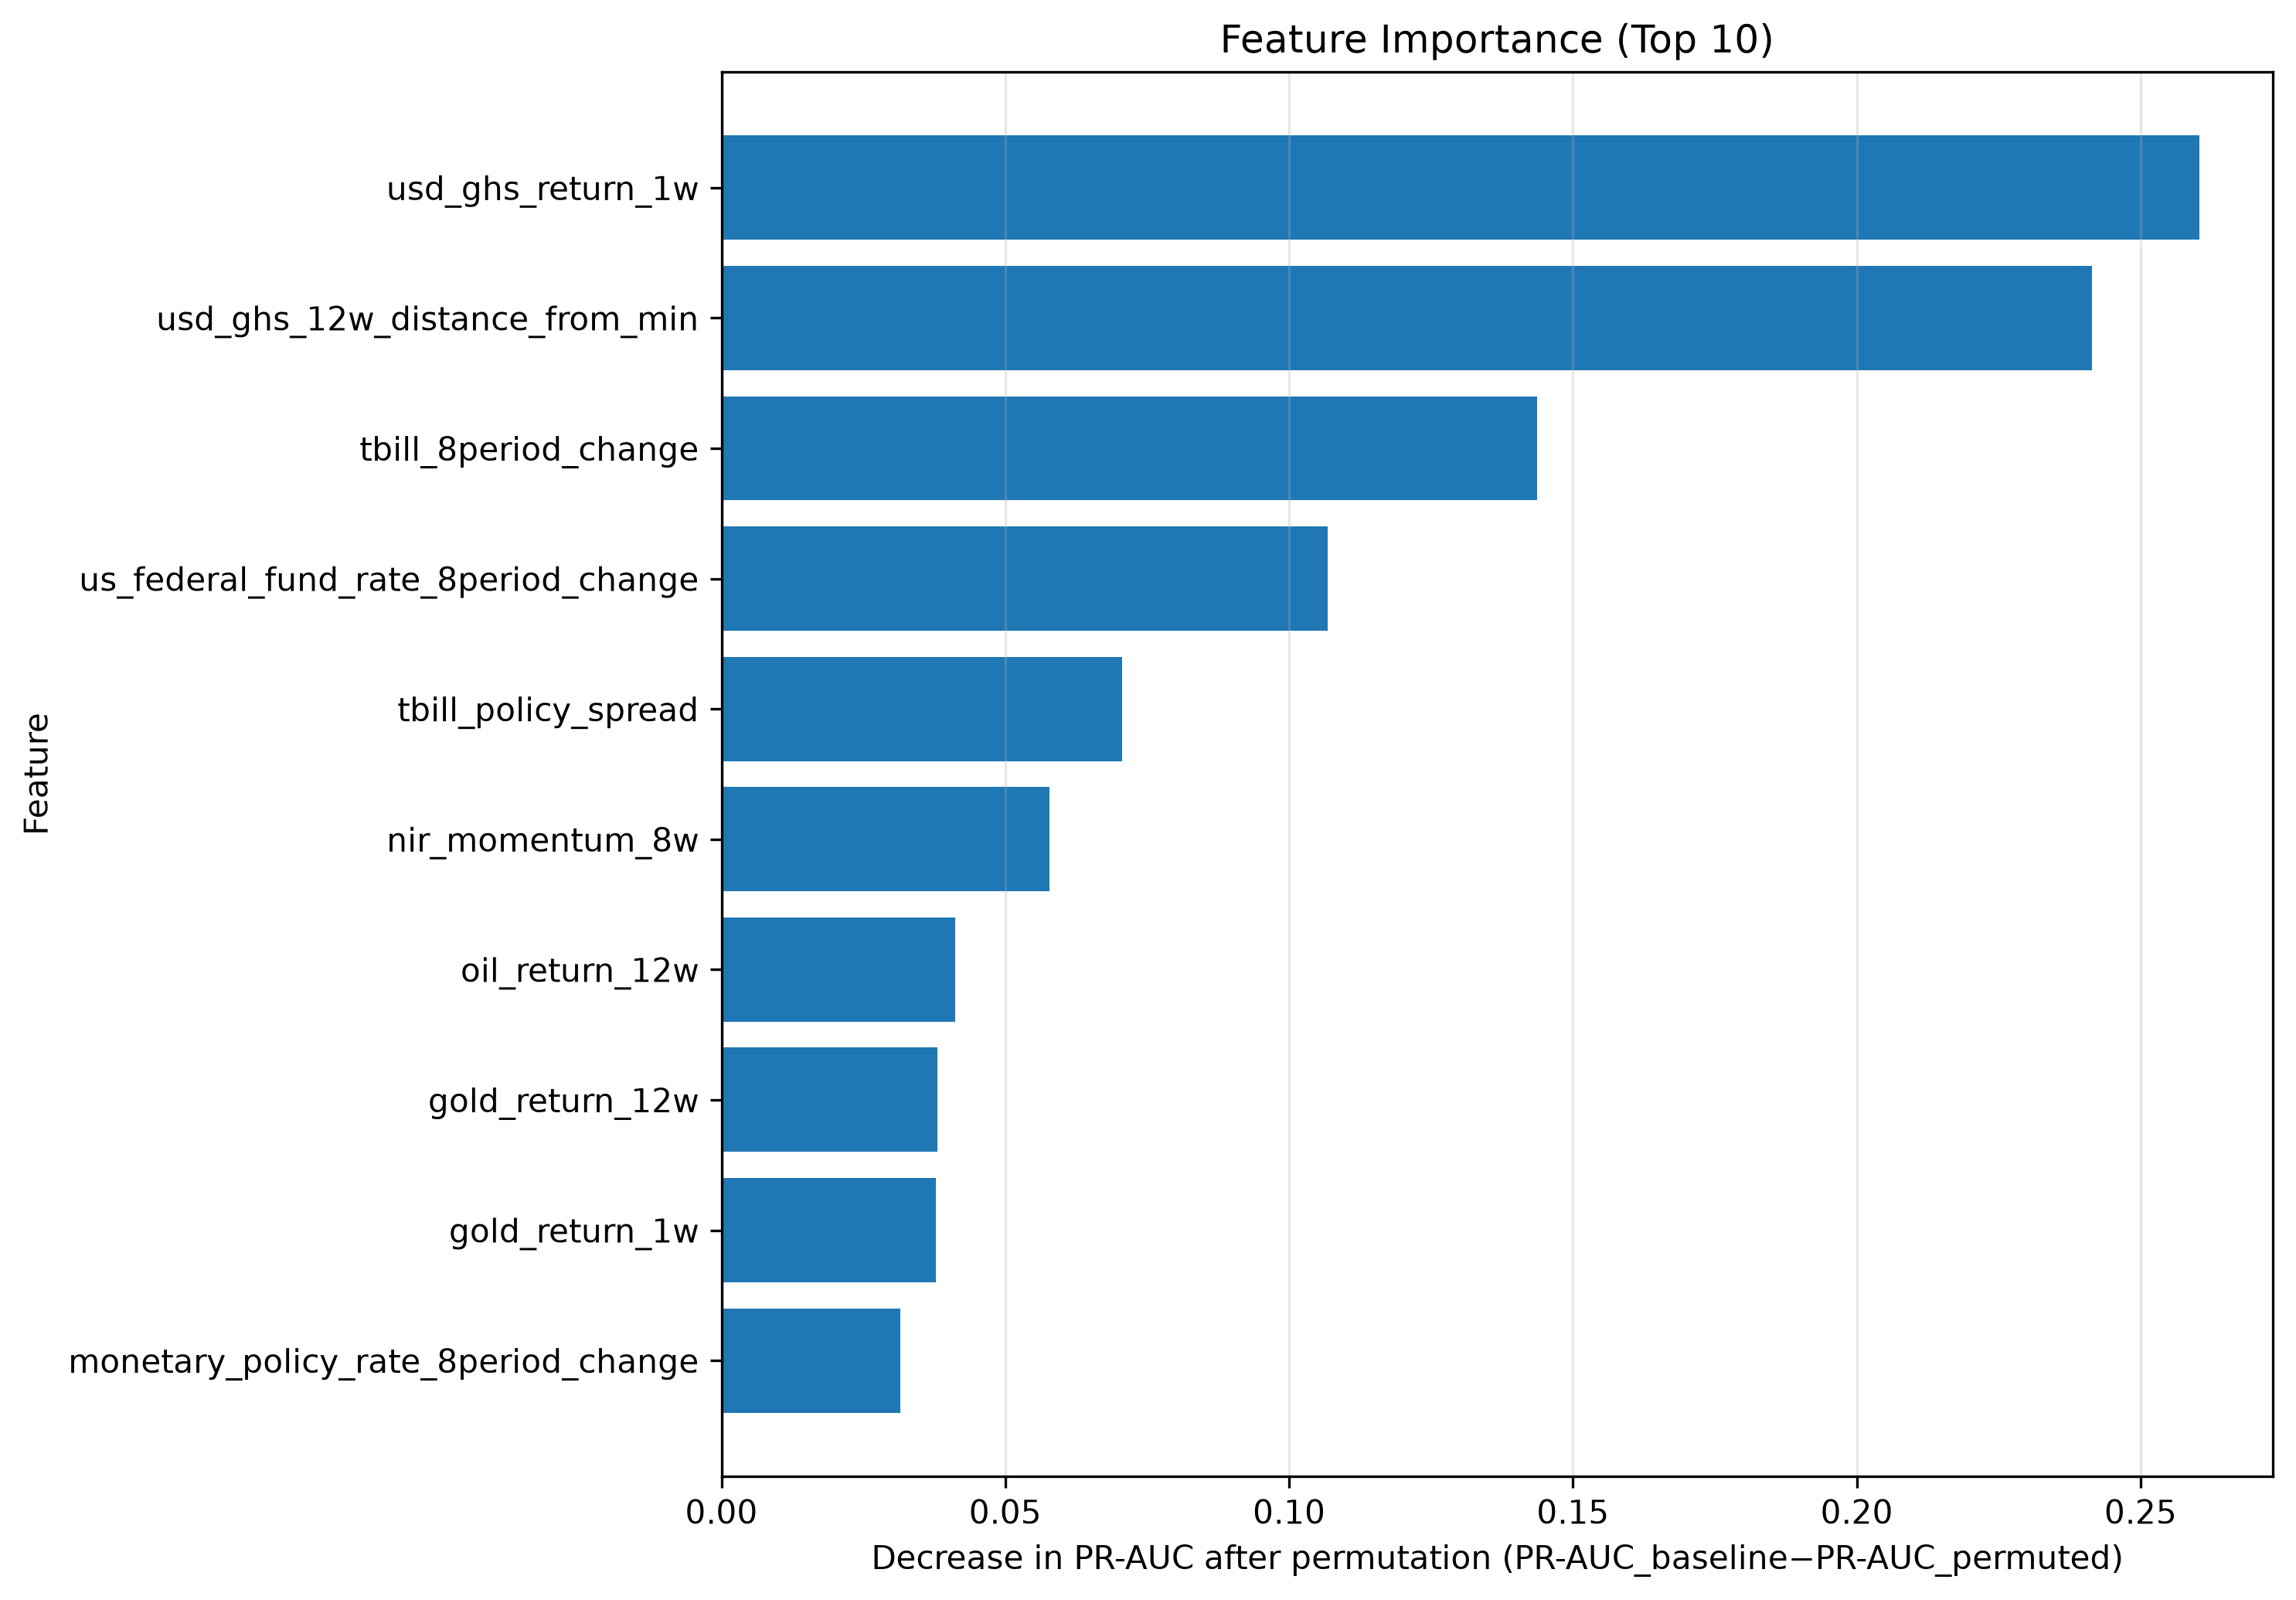 Feature Importance (Top 10)
usd_ghs_return_1w
usd_ghs_12w_distance_from_min
tbill_8period_change
us_federal_fund_rate_8period_change
tbill_policy_spread
nir_momentum_8w
oil_return_12w
gold_return_12w
gold_return_1w
monetary_policy_rate_8period_change
Feature
0.00 0.05 0.10 0.15 0.20 0.25
Decrease in PR-AUC after permutation (PR-AUC_baseline−PR-AUC_permuted)